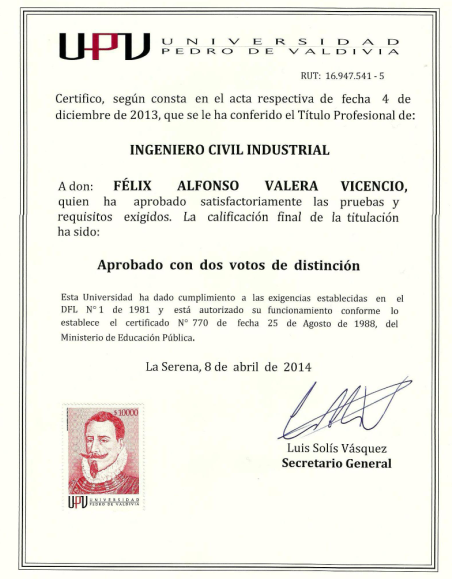 UPV UNIVERSIDAD
PEDRO DE VALDIVIA
RUT: 16.947.541 - 5
Certifico, según consta en el acta respectiva de fecha 4 de
diciembre de 2013, que se le ha conferido el Título Profesional de:
INGENIERO CIVIL INDUSTRIAL
A don: FÉLIX ALFONSO VALERA VICENCIO,
quien ha aprobado satisfactoriamente las pruebas y
requisitos exigidos. La calificación final de la titulación
ha sido:
Aprobado con dos votos de distinción
Esta Universidad ha dado cumplimiento a las exigencias establecidas en el
DFL N° 1 de 1981 y está autorizado su funcionamiento conforme lo
establece el certificado N° 770 de fecha 25 de Agosto de 1988, del
Ministerio de Educación Pública.
La Serena, 8 de abril de 2014
$10000
UPV UNIVERSIDAD
PEDRO DE VALDIVIA
Luis Solís Vásquez
Secretario General